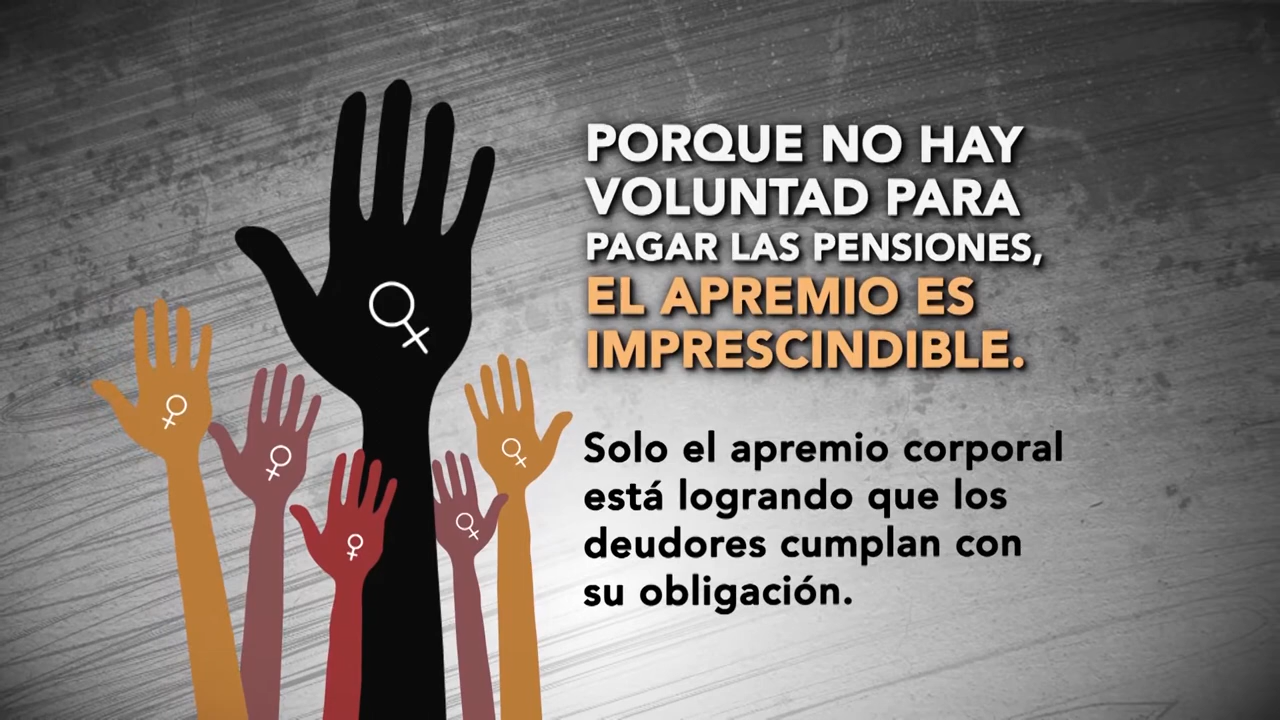 PORQUE NO HAY
VOLUNTAD PARA
PAGAR LAS PENSIONES,
EL APREMIO ES
IMPRESCINDIBLE.
Solo el apremio corporal
está logrando que los
deudores cumplan con
su obligación.